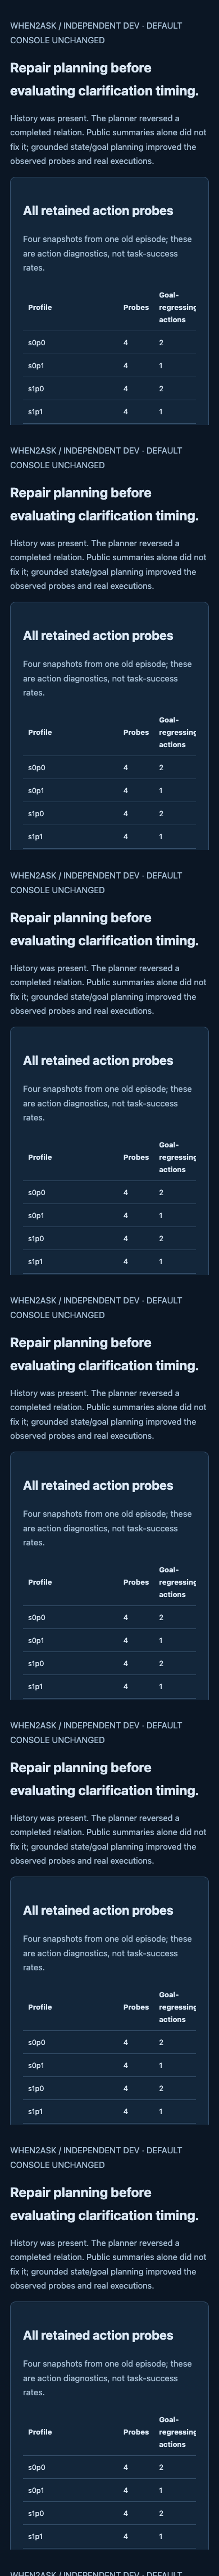 WHEN2ASK / INDEPENDENT DEV · DEFAULT
CONSOLE UNCHANGED
Repair planning before
evaluating clarification timing.
History was present. The planner reversed a
completed relation. Public summaries alone did not
fix it; grounded state/goal planning improved the
observed probes and real executions.
All retained action probes
Four snapshots from one old episode; these
are action diagnostics, not task-success
rates.
Profile Probes Goal-regressing actions
s0p0 4 2
s0p1 4 1
s1p0 4 2
s1p1 4 1
WHEN2ASK / INDEPENDENT DEV · DEFAULT
CONSOLE UNCHANGED
Repair planning before
evaluating clarification timing.
History was present. The planner reversed a
completed relation. Public summaries alone did not
fix it; grounded state/goal planning improved the
observed probes and real executions.
All retained action probes
Four snapshots from one old episode; these
are action diagnostics, not task-success
rates.
Profile Probes Goal-regressing actions
s0p0 4 2
s0p1 4 1
s1p0 4 2
s1p1 4 1
WHEN2ASK / INDEPENDENT DEV · DEFAULT
CONSOLE UNCHANGED
Repair planning before
evaluating clarification timing.
History was present. The planner reversed a
completed relation. Public summaries alone did not
fix it; grounded state/goal planning improved the
observed probes and real executions.
All retained action probes
Four snapshots from one old episode; these
are action diagnostics, not task-success
rates.
Profile Probes Goal-regressing actions
s0p0 4 2
s0p1 4 1
s1p0 4 2
s1p1 4 1
WHEN2ASK / INDEPENDENT DEV · DEFAULT
CONSOLE UNCHANGED
Repair planning before
evaluating clarification timing.
History was present. The planner reversed a
completed relation. Public summaries alone did not
fix it; grounded state/goal planning improved the
observed probes and real executions.
All retained action probes
Four snapshots from one old episode; these
are action diagnostics, not task-success
rates.
Profile Probes Goal-regressing actions
s0p0 4 2
s0p1 4 1
s1p0 4 2
s1p1 4 1
WHEN2ASK / INDEPENDENT DEV · DEFAULT
CONSOLE UNCHANGED
Repair planning before
evaluating clarification timing.
History was present. The planner reversed a
completed relation. Public summaries alone did not
fix it; grounded state/goal planning improved the
observed probes and real executions.
All retained action probes
Four snapshots from one old episode; these
are action diagnostics, not task-success
rates.
Profile Probes Goal-regressing actions
s0p0 4 2
s0p1 4 1
s1p0 4 2
s1p1 4 1
WHEN2ASK / INDEPENDENT DEV · DEFAULT
CONSOLE UNCHANGED
Repair planning before
evaluating clarification timing.
History was present. The planner reversed a
completed relation. Public summaries alone did not
fix it; grounded state/goal planning improved the
observed probes and real executions.
All retained action probes
Four snapshots from one old episode; these
are action diagnostics, not task-success
rates.
Profile Probes Goal-regressing actions
s0p0 4 2
s0p1 4 1
s1p0 4 2
s1p1 4 1
WHEN2ASK / INDEPENDENT DEV · DEFAULT